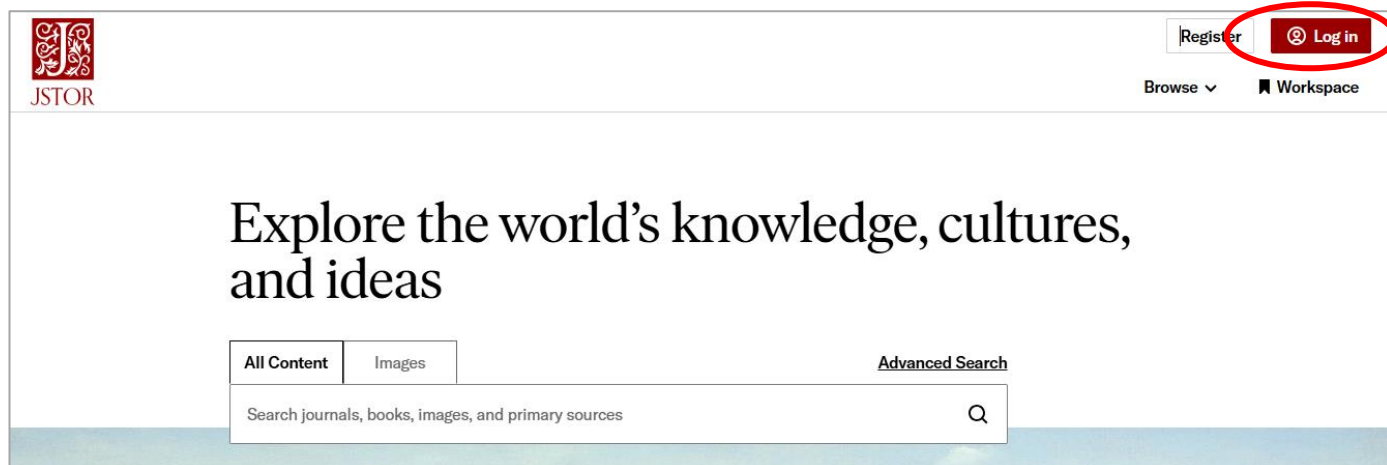 JSTOR
Register
Log in
Browse
Workspace
Explore the world’s knowledge, cultures,
and ideas
All Content
Images
Advanced Search
Search journals, books, images, and primary sources